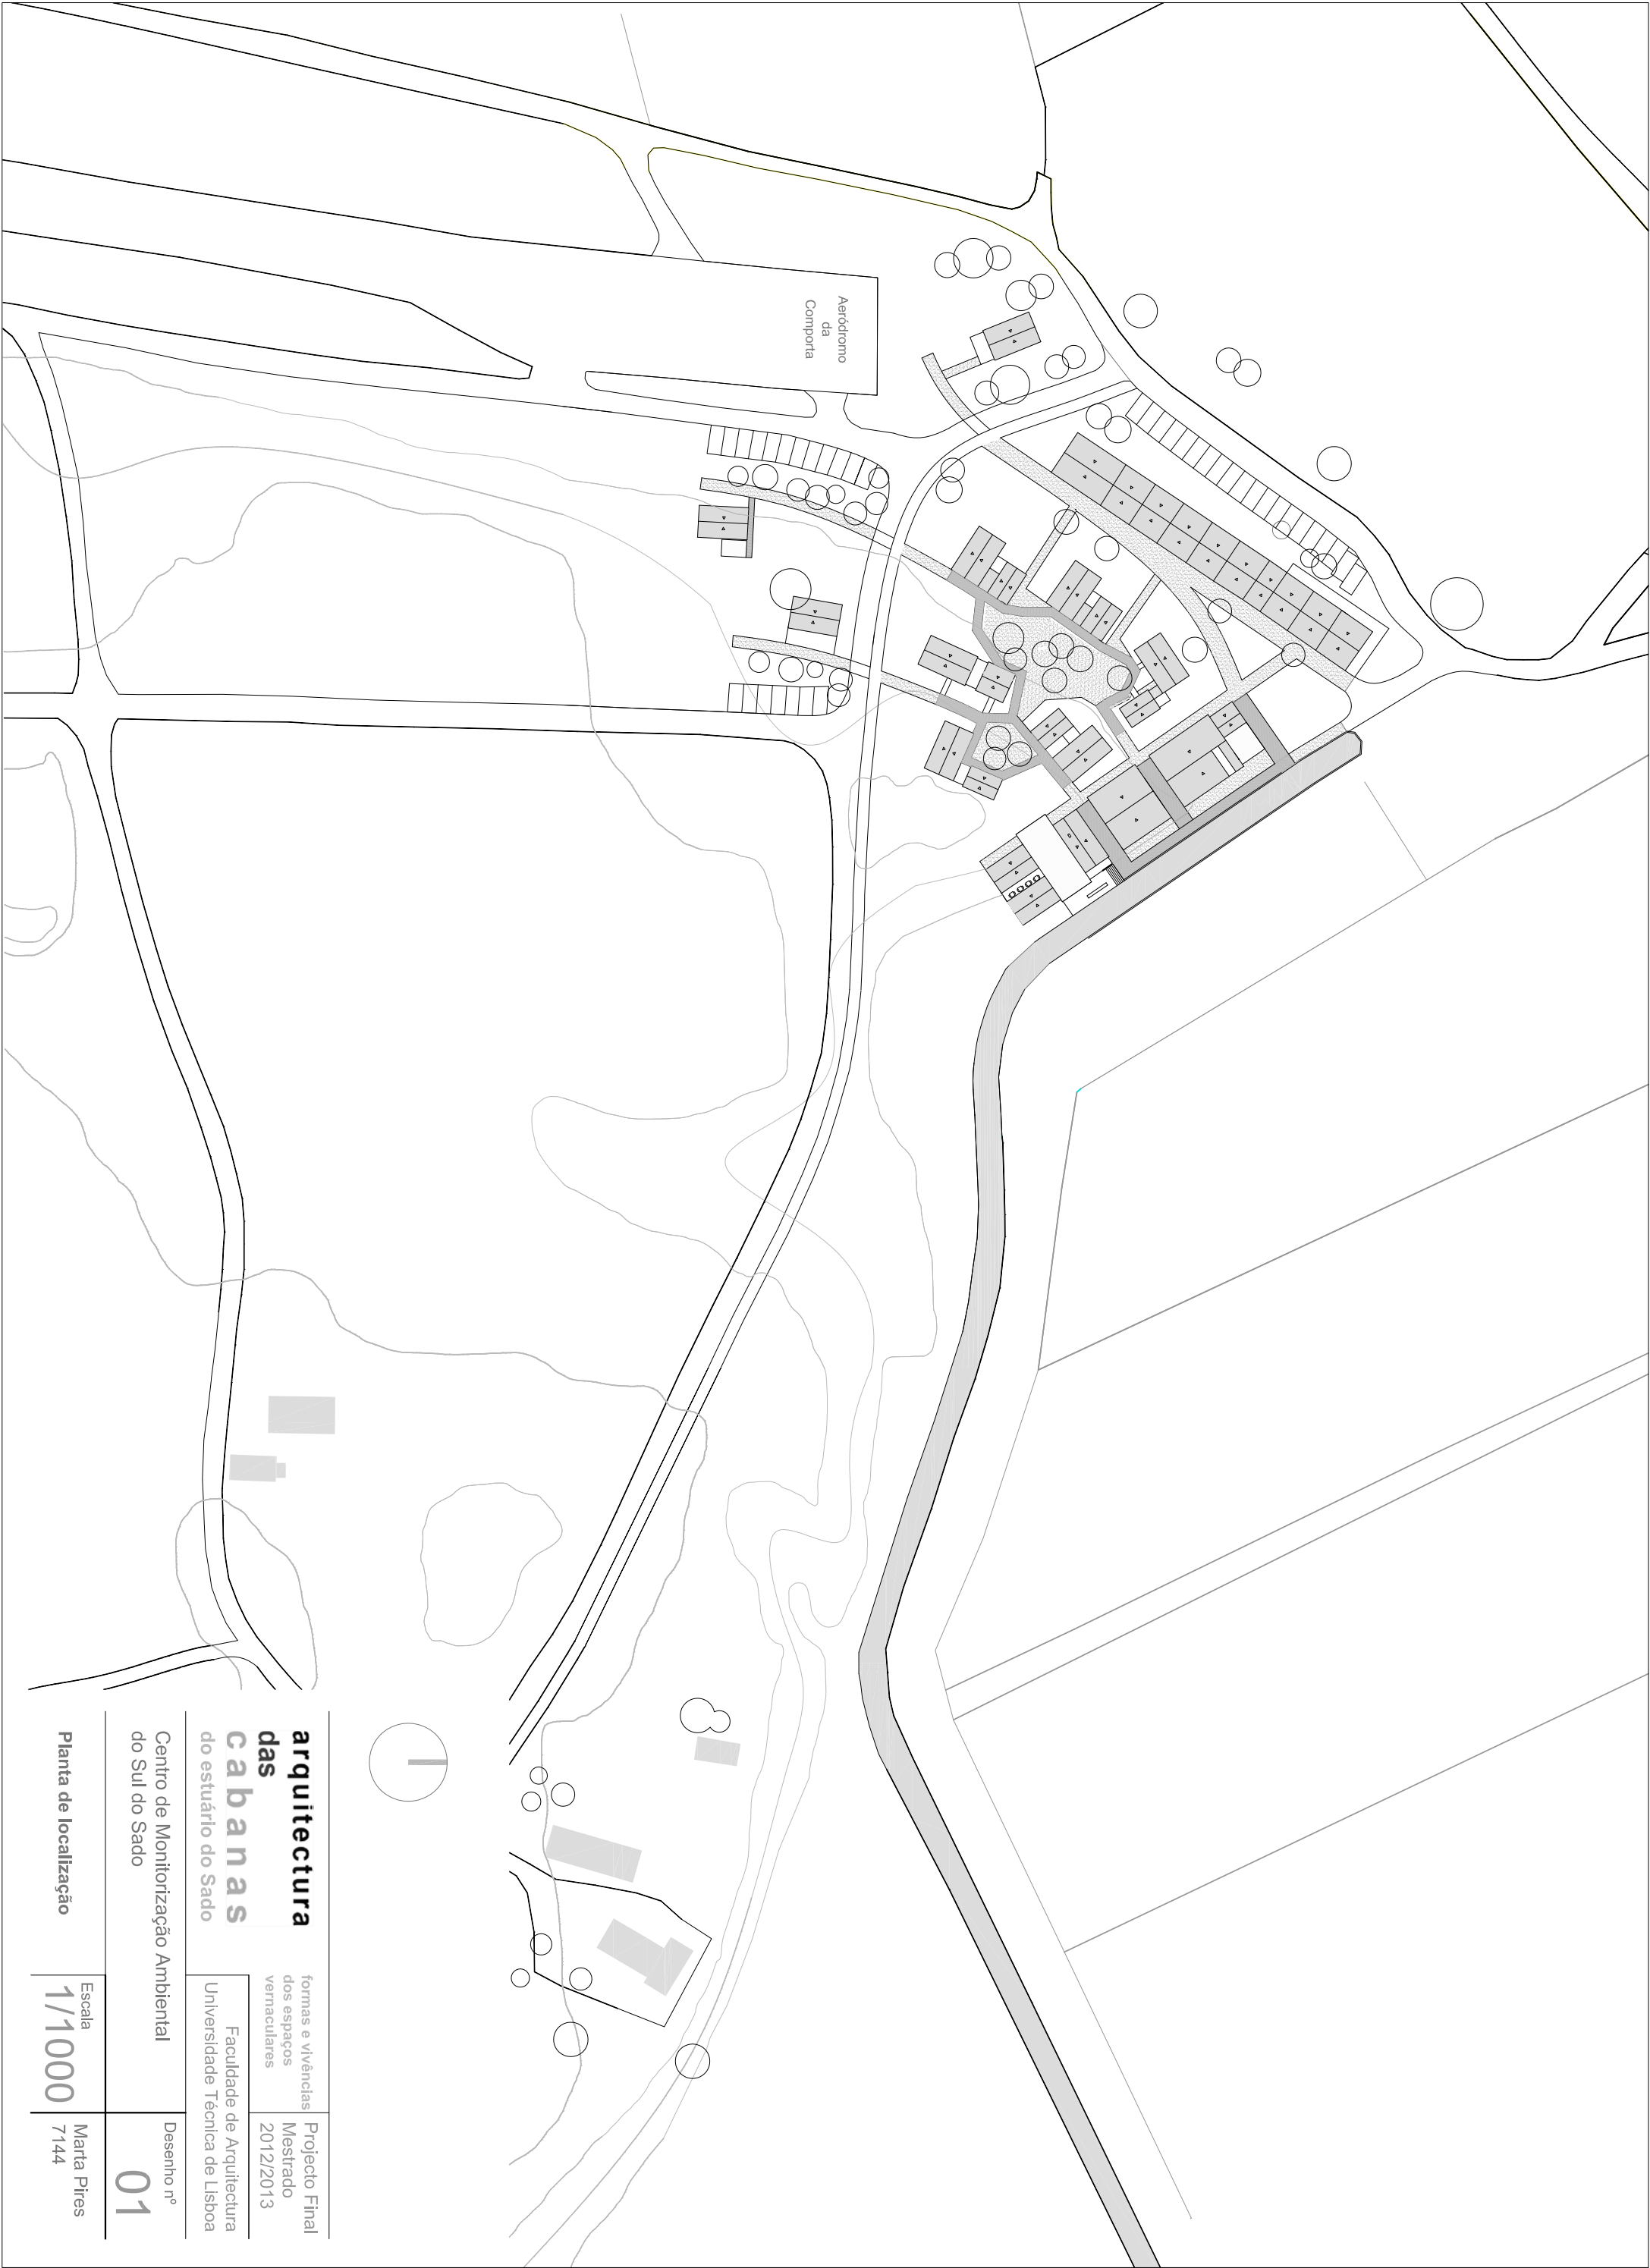 Aeródromo
da
Comporta
arquitectura
das
cabanas
do estuário do Sado
formas e vivências
dos espaços
vernaculares
Projecto Final
Mestrado
2012/2013
Faculdade de Arquitectura
Universidade Técnica de Lisboa
Centro de Monitorização Ambiental
do Sul do Sado
Desenho nº
01
Planta de localização
Escala
1/1000
Marta Pires
7144